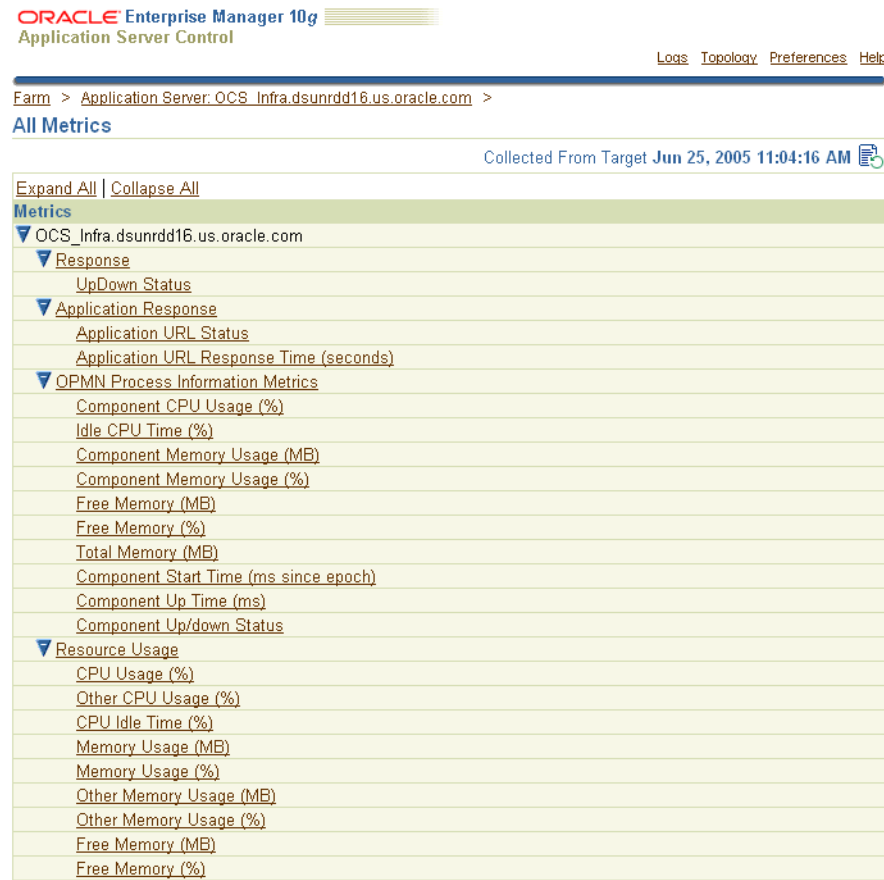 ORACLE Enterprise Manager 10g
Application Server Control
Logs Topology Preferences Help
Farm > Application Server: OCS_Infra.dsunrdd16.us.oracle.com >
All Metrics
Collected From Target Jun 25, 2005 11:04:16 AM
Expand All | Collapse All
Metrics
OCS_Infra.dsunrdd16.us.oracle.com
Response
UpDown Status
Application Response
Application URL Status
Application URL Response Time (seconds)
OPMN Process Information Metrics
Component CPU Usage (%)
Idle CPU Time (%)
Component Memory Usage (MB)
Component Memory Usage (%)
Free Memory (MB)
Free Memory (%)
Total Memory (MB)
Component Start Time (ms since epoch)
Component Up Time (ms)
Component Up/down Status
Resource Usage
CPU Usage (%)
Other CPU Usage (%)
CPU Idle Time (%)
Memory Usage (MB)
Memory Usage (%)
Other Memory Usage (MB)
Other Memory Usage (%)
Free Memory (MB)
Free Memory (%)